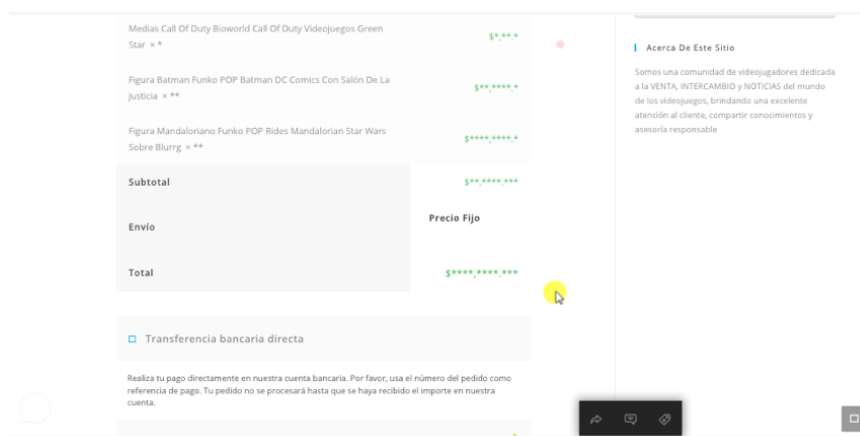 Medias Call Of Duty Bioworld Call Of Duty Videojuegos Green
Star × *
$*,**.*
Figura Batman Funko POP Batman DC Comics Con Salón De La
Justicia × **
$**,****.*
Figura Mandaloriano Funko POP Rides Mandalorian Star Wars
Sobre Blurrg × **
$****,****.*
Subtotal
$**,****.***
Envío
Precio Fijo
Total
$****,****.***
Transferencia bancaria directa
Realiza tu pago directamente en nuestra cuenta bancaria. Por favor, usa el número del pedido como
referencia de pago. Tu pedido no se procesará hasta que se haya recibido el importe en nuestra
cuenta.
Acerca De Este Sitio
Somos una comunidad de videojugadores dedicada
a la VENTA, INTERCAMBIO y NOTICIAS del mundo
de los videojuegos, brindando una excelente
atención al cliente, compartir conocimientos y
asesoría responsable